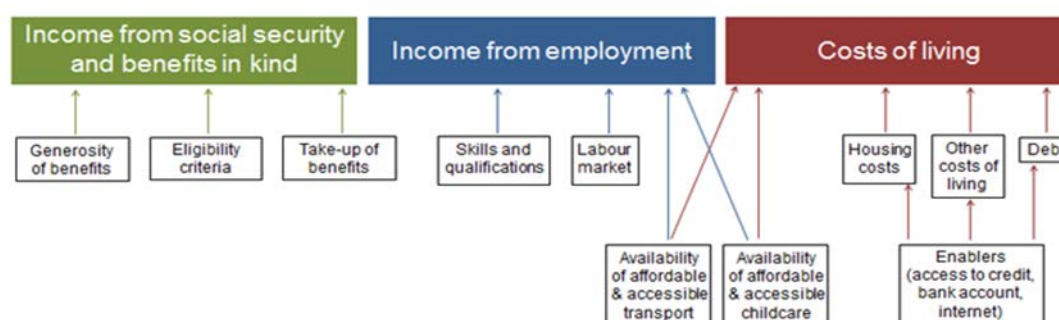 Income from social security
and benefits in kind
Income from employment
Costs of living
Generosity
of benefits
Eligibility
criteria
Take-up of
benefits
Skills and
qualifications
Labour
market
Housing
costs
Other
costs of
living
Deb
Availability
of affordable
& accessible
transport
Availability
of affordable
& accessible
childcare
Enablers
(access to credit,
bank account,
internet)